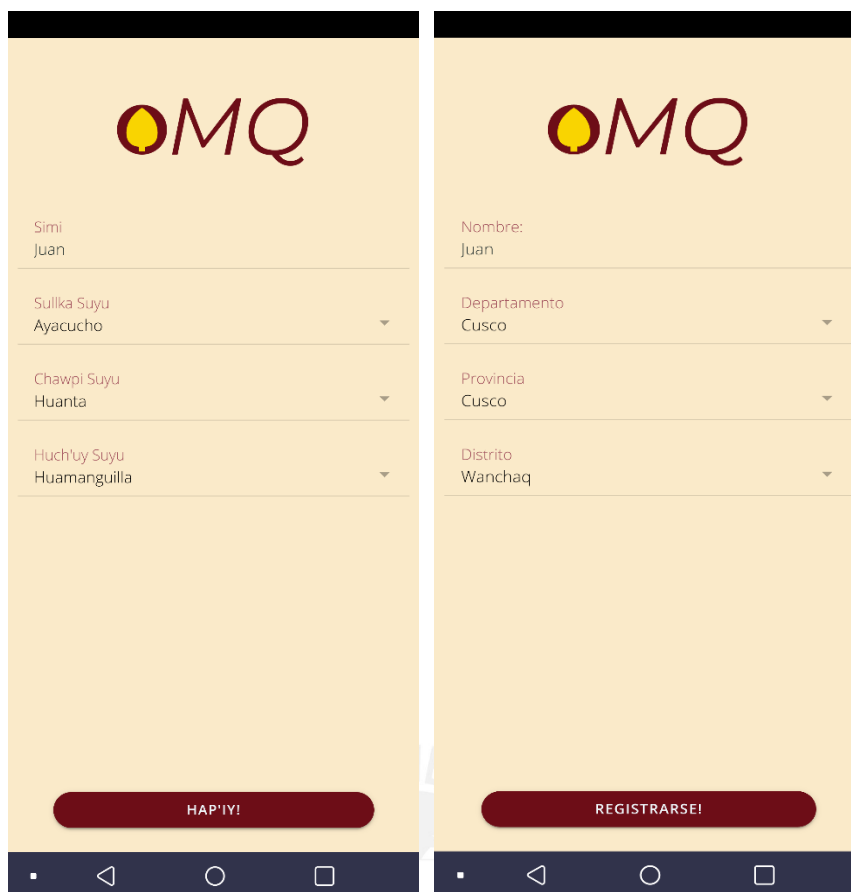 MQ
Simi
Juan
Sullka Suyu
Ayacucho
Chawpi Suyu
Huanta
Huch'uy Suyu
Huamanguilla
HAP'IY!
MQ
Nombre:
Juan
Departamento
Cusco
Provincia
Cusco
Distrito
Wanchaq
REGISTRARSE!